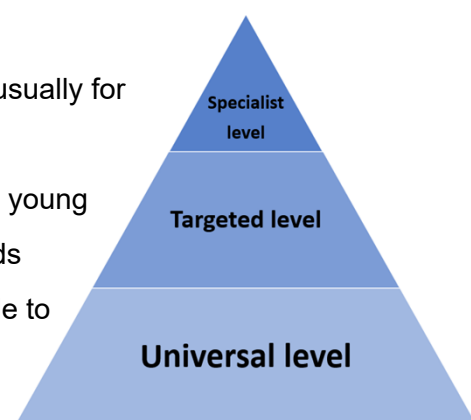 usually for
Specialist
level
young
Targeted level
ds
e to
Universal level